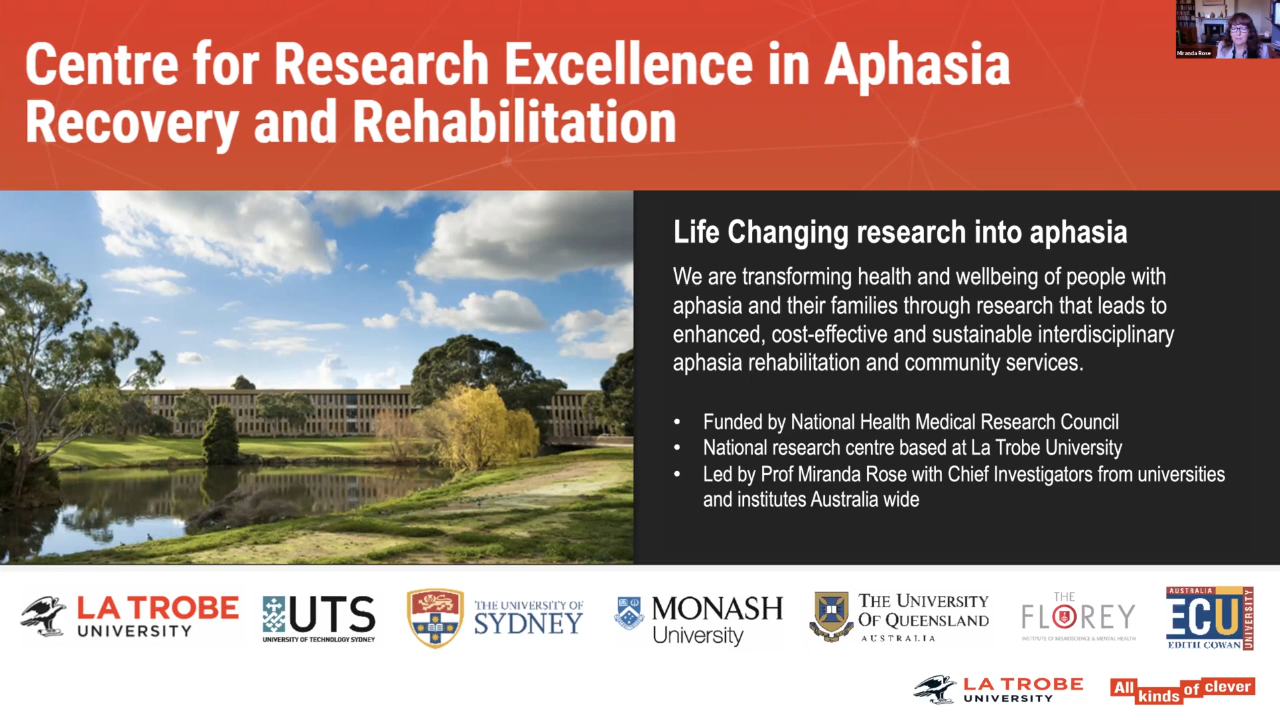 Centre for Research Excellence in Aphasia
Recovery and Rehabilitation
Miranda Rose
Life Changing research into aphasia
We are transforming health and wellbeing of people with
aphasia and their families through research that leads to
enhanced, cost-effective and sustainable interdisciplinary
aphasia rehabilitation and community services.
• Funded by National Health Medical Research Council
• National research centre based at La Trobe University
• Led by Prof Miranda Rose with Chief Investigators from universities
and institutes Australia wide
LA TROBE
UNIVERSITY
UTS
UNIVERSITY OF TECHNOLOGY SYDNEY
THE UNIVERSITY OF
SYDNEY
MONASH
University
THE UNIVERSITY
OF QUEENSLAND
AUSTRALIA
THE
FLOREY
INSTITUTE OF NEUROSCIENCE & MENTAL HEALTH
AUSTRALIA
ECU
EDITH COWAN
UNIVERSITY
LA TROBE
UNIVERSITY
All kinds of clever